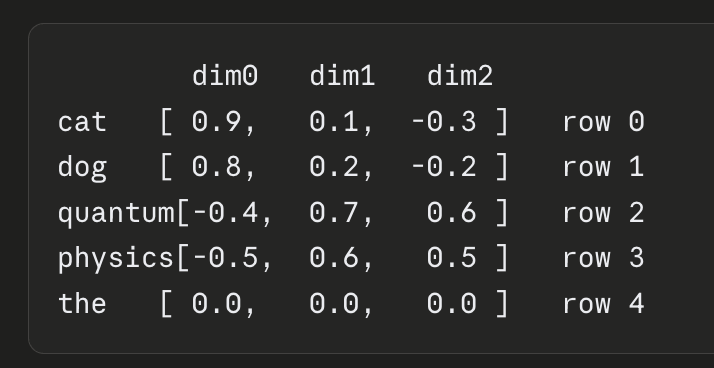 dim0 dim1 dim2
cat [ 0.9, 0.1, -0.3 ] row 0
dog [ 0.8, 0.2, -0.2 ] row 1
quantum[-0.4, 0.7, 0.6 ] row 2
physics[-0.5, 0.6, 0.5 ] row 3
the [ 0.0, 0.0, 0.0 ] row 4